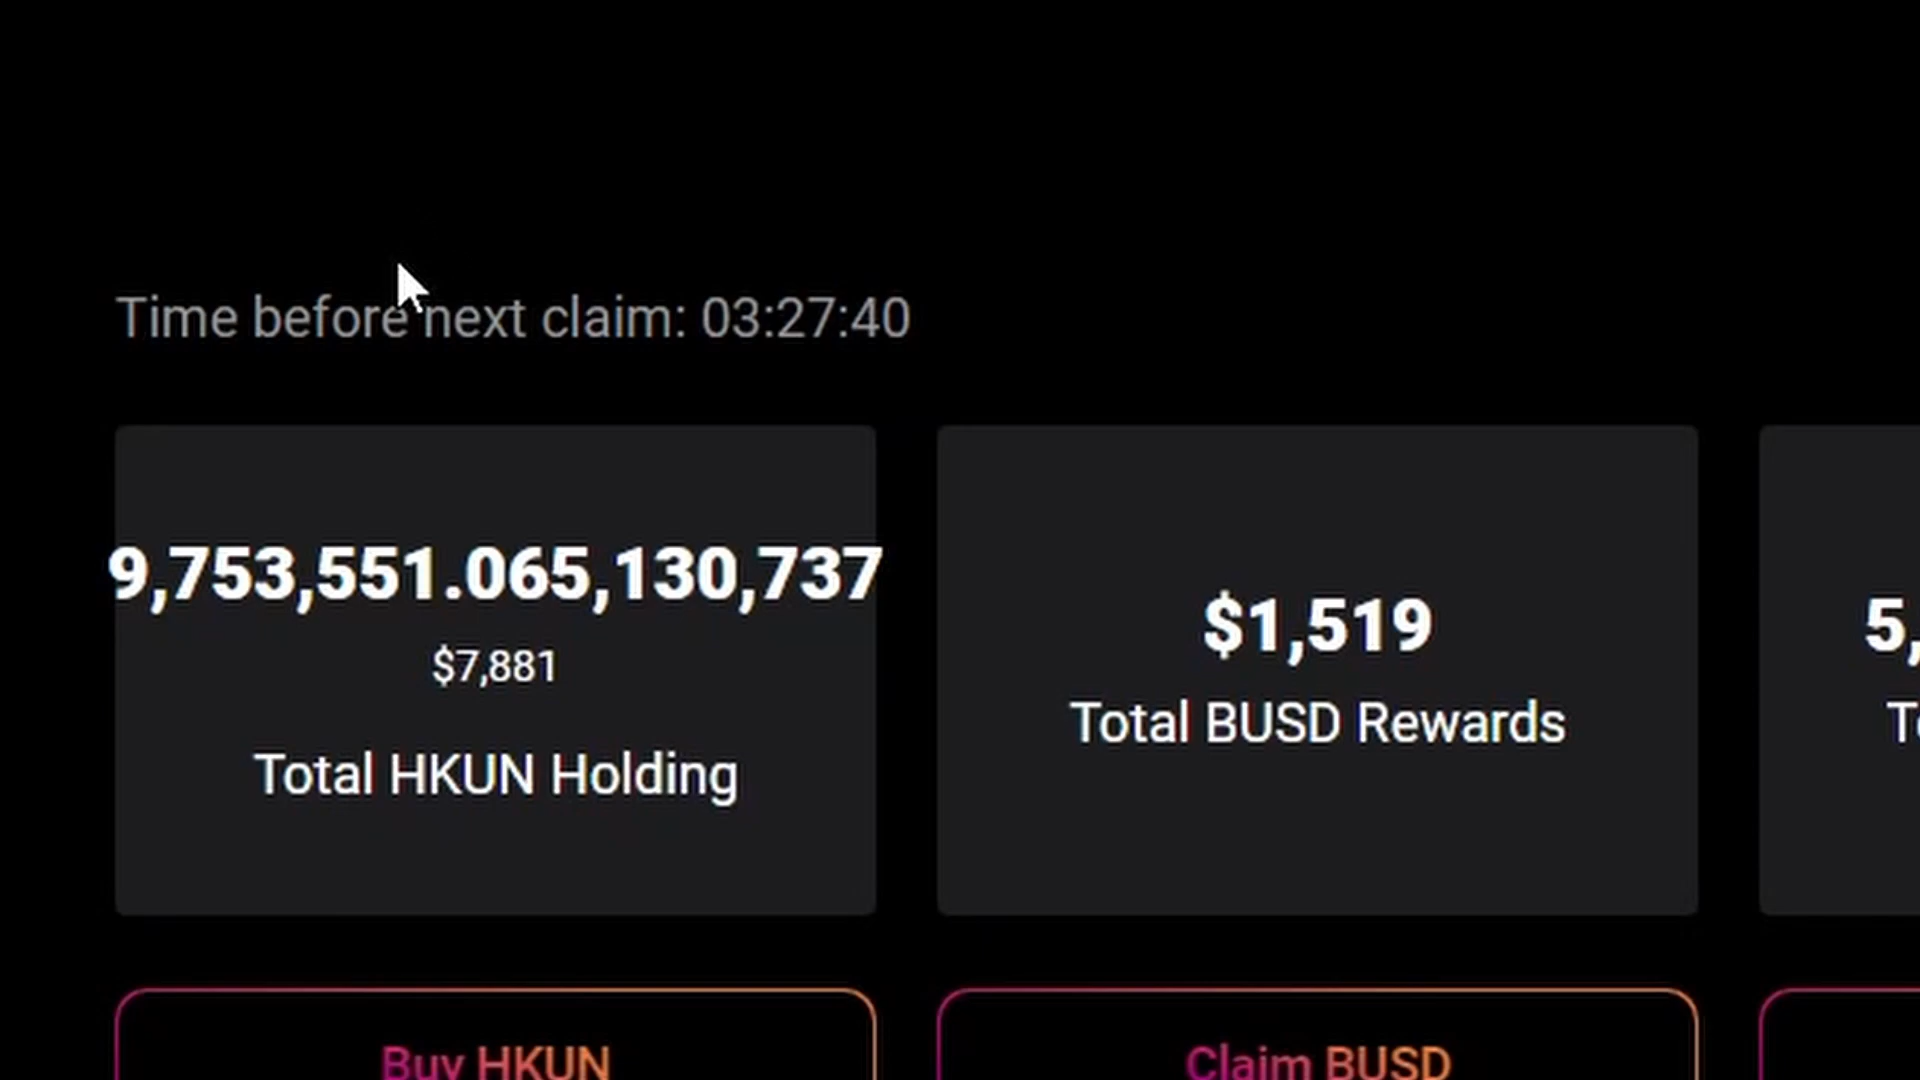 Time before next claim: 03:27:40
9,753,551.065,130,737
$7,881
Total HKUN Holding
$1,519
Total BUSD Rewards
5,
Buy HKUN
Claim BUSD